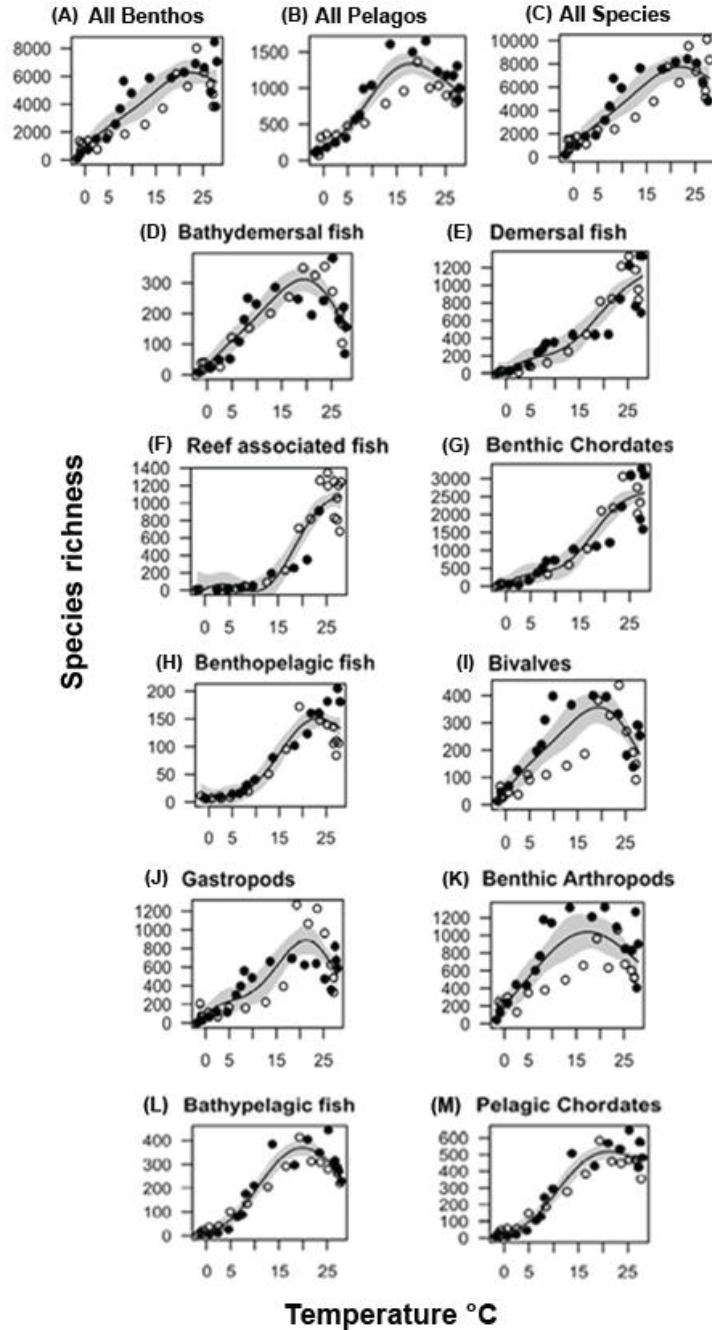 (A) All Benthos (B) All Pelagos (C) All Species
8000 6000 4000 2000 0
0 5 15 25
1500 1000 500 0
0 5 15 25
10000 8000 6000 4000 2000 0
0 5 15 25
(D) Bathydemersal fish (E) Demersal fish
300 200 100 0
0 5 15 25
1200 1000 800 600 400 200 0
0 5 15 25
Species richness
(F) Reef associated fish (G) Benthic Chordates
1400 1200 1000 800 600 400 200 0
0 5 15 25
3000 2500 2000 1500 1000 500 0
0 5 15 25
(H) Benthopelagic fish (I) Bivalves
200 150 100 50 0
0 5 15 25
400 300 200 100 0
0 5 15 25
(J) Gastropods (K) Benthic Arthropods
1200 1000 800 600 400 200 0
0 5 15 25
1200 1000 800 600 400 200 0
0 5 15 25
(L) Bathypelagic fish (M) Pelagic Chordates
400 300 200 100 0
0 5 15 25
600 500 400 300 200 100 0
0 5 15 25
Temperature °C